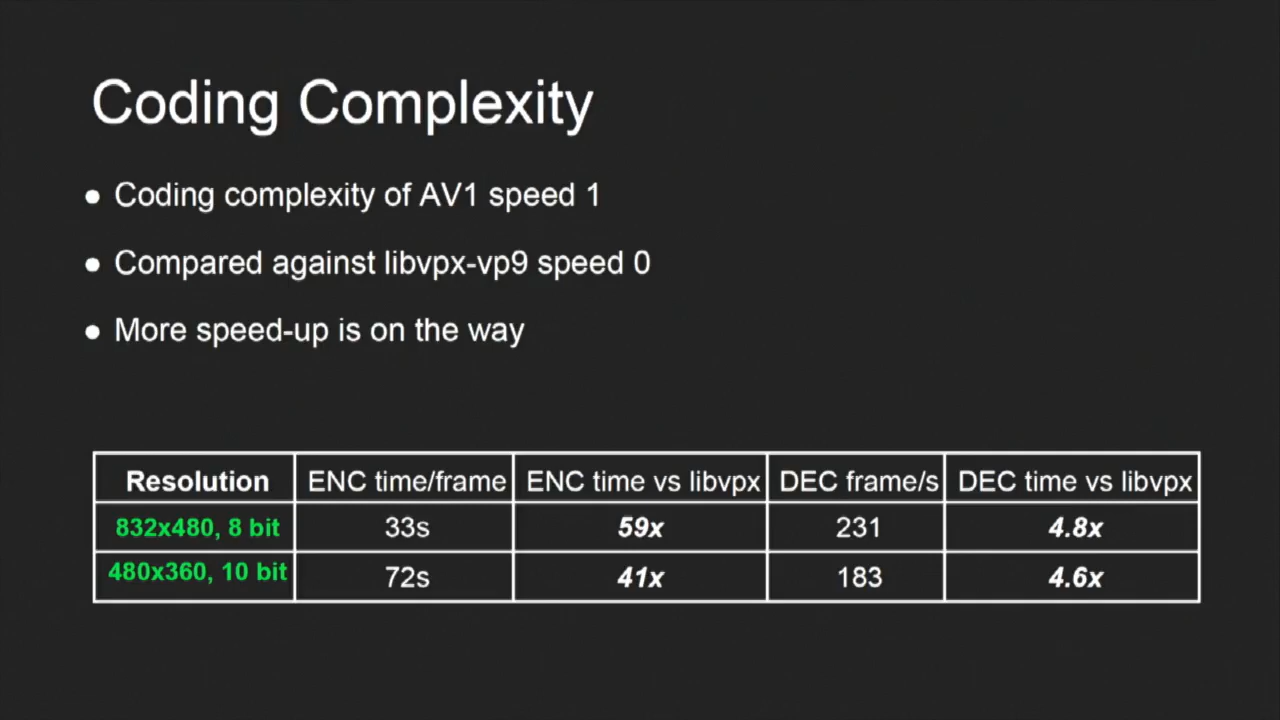 Coding Complexity
● Coding complexity of AV1 speed 1
● Compared against libvpx-vp9 speed 0
● More speed-up is on the way
Resolution ENC time/frame ENC time vs libvpx DEC frame/s DEC time vs libvpx
832x480, 8 bit 33s 59x 231 4.8x
480x360, 10 bit 72s 41x 183 4.6x